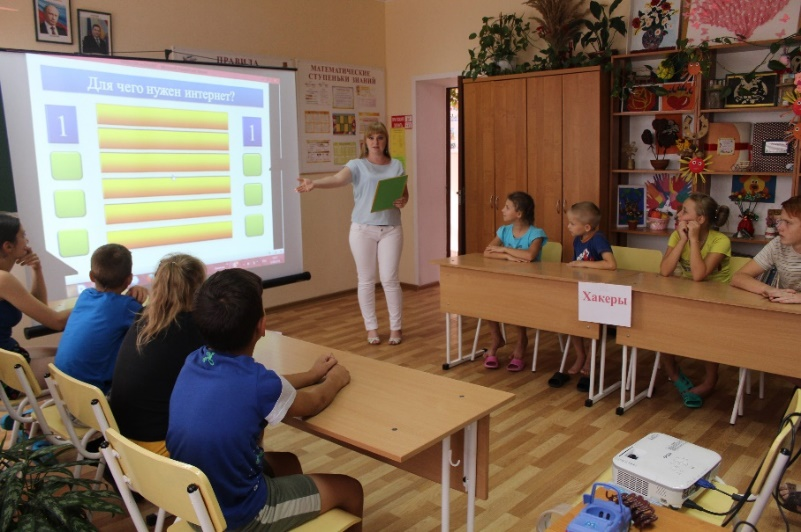 ПРАВИЛА
МАТЕМАТИЧЕСКИЕ
СТУПЕНЬКИ ЗНАНИЙ
Для чего нужен интернет?
1
1
Хакеры